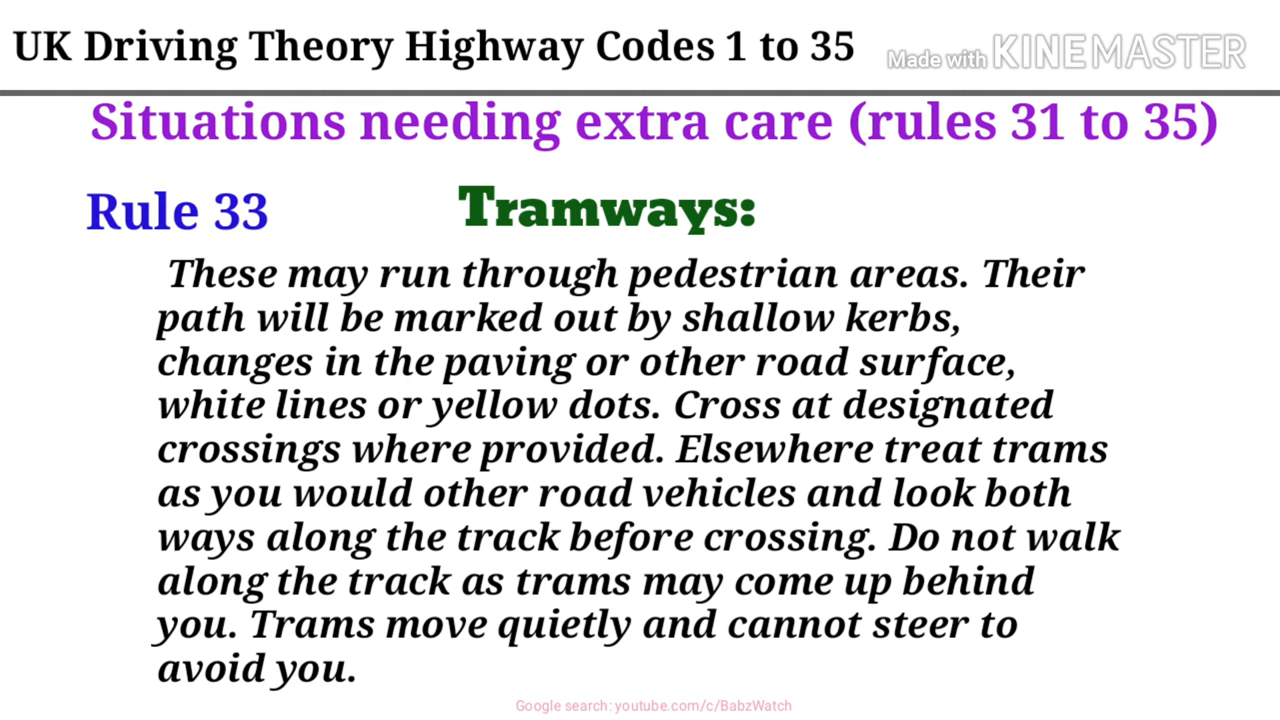 UK Driving Theory Highway Codes 1 to 35
Made with KINEMASTER
Situations needing extra care (rules 31 to 35)
Rule 33 Tramways:
These may run through pedestrian areas. Their
path will be marked out by shallow kerbs,
changes in the paving or other road surface,
white lines or yellow dots. Cross at designated
crossings where provided. Elsewhere treat trams
as you would other road vehicles and look both
ways along the track before crossing. Do not walk
along the track as trams may come up behind
you. Trams move quietly and cannot steer to
avoid you.
Google search: youtube.com/c/BabzWatch